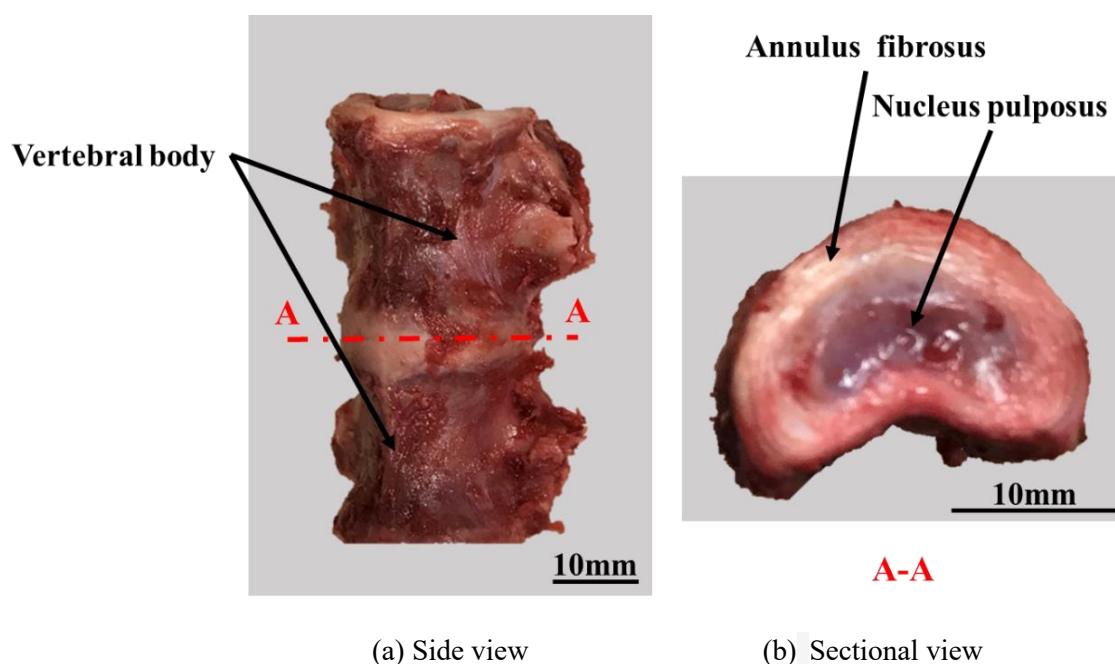 Vertebral body
A
A
10mm
(a) Side view
Annulus fibrosus
Nucleus pulposus
10mm
A-A
(b) Sectional view